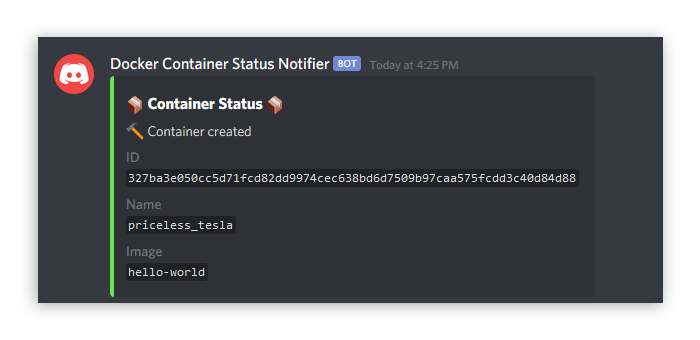 Docker Container Status Notifier BOT Today at 4:25 PM
Container Status
Container created
ID
327ba3e050cc5d71fcd82dd9974cec638bd6d7509b97caa575fcdd3c40d84d88
Name
priceless_tesla
Image
hello-world